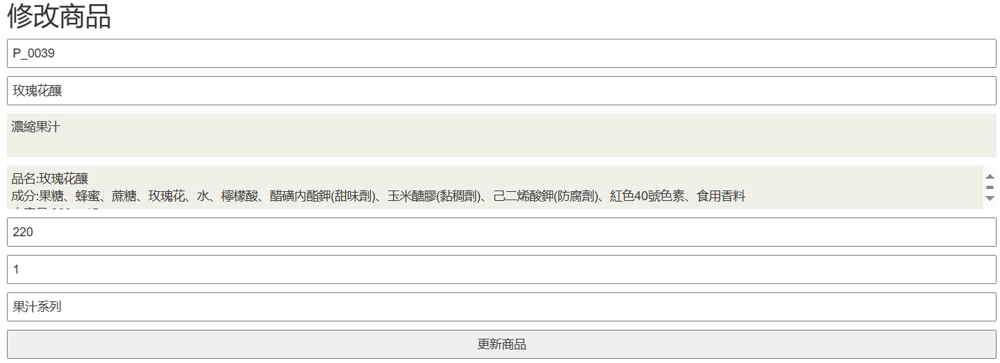 修改商品
P_0039
玫瑰花釀
濃縮果汁
品名:玫瑰花釀
成分:果糖、蜂蜜、蔗糖、玫瑰花、水、檸檬酸、醋磺內酯鉀(甜味劑)、玉米醣膠(黏稠劑)、己二烯酸鉀(防腐劑)、紅色40號色素、食用香料
220
1
果汁系列
更新商品